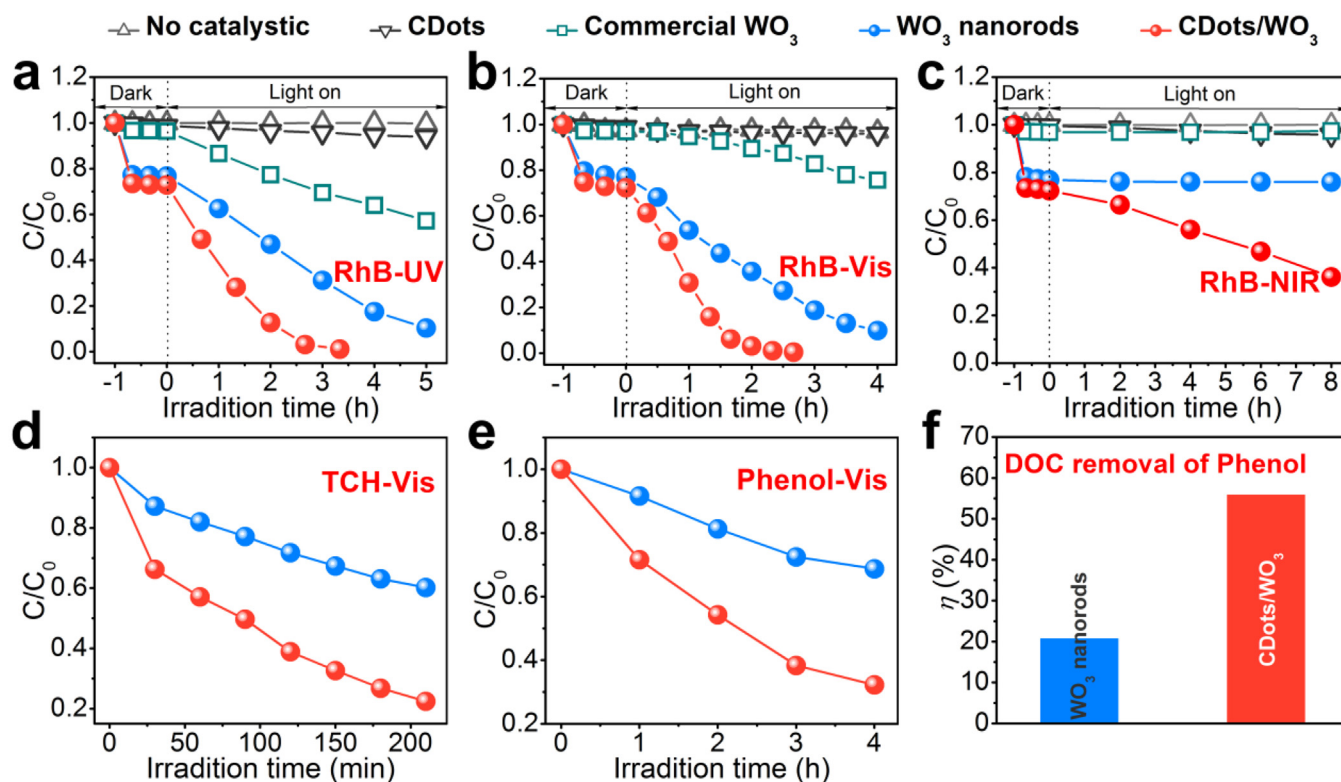 No catalystic CDots Commercial WO3 WO3 nanorods CDots/WO3
a
1.2
1.0
0.8
0.6
0.4
0.2
0.0
C/C0
Dark Light on
RhB-UV
-1 0 1 2 3 4 5
Irradition time (h)
b
1.2
1.0
0.8
0.6
0.4
0.2
0.0
C/C0
Dark Light on
RhB-Vis
-1 0 1 2 3 4
Irradition time (h)
c
1.2
1.0
0.8
0.6
0.4
0.2
0.0
C/C0
Dark Light on
RhB-NIR
-1 0 1 2 3 4 5 6 7 8
Irradition time (h)
d
1.0
0.8
0.6
0.4
0.2
C/C0
TCH-Vis
0 50 100 150 200
Irradition time (min)
e
1.0
0.8
0.6
0.4
0.2
C/C0
Phenol-Vis
0 1 2 3 4
Irradition time (h)
f
70
60
50
40
30
20
10
0
η (%)
DOC removal of Phenol
WO3 nanorods
CDots/WO3